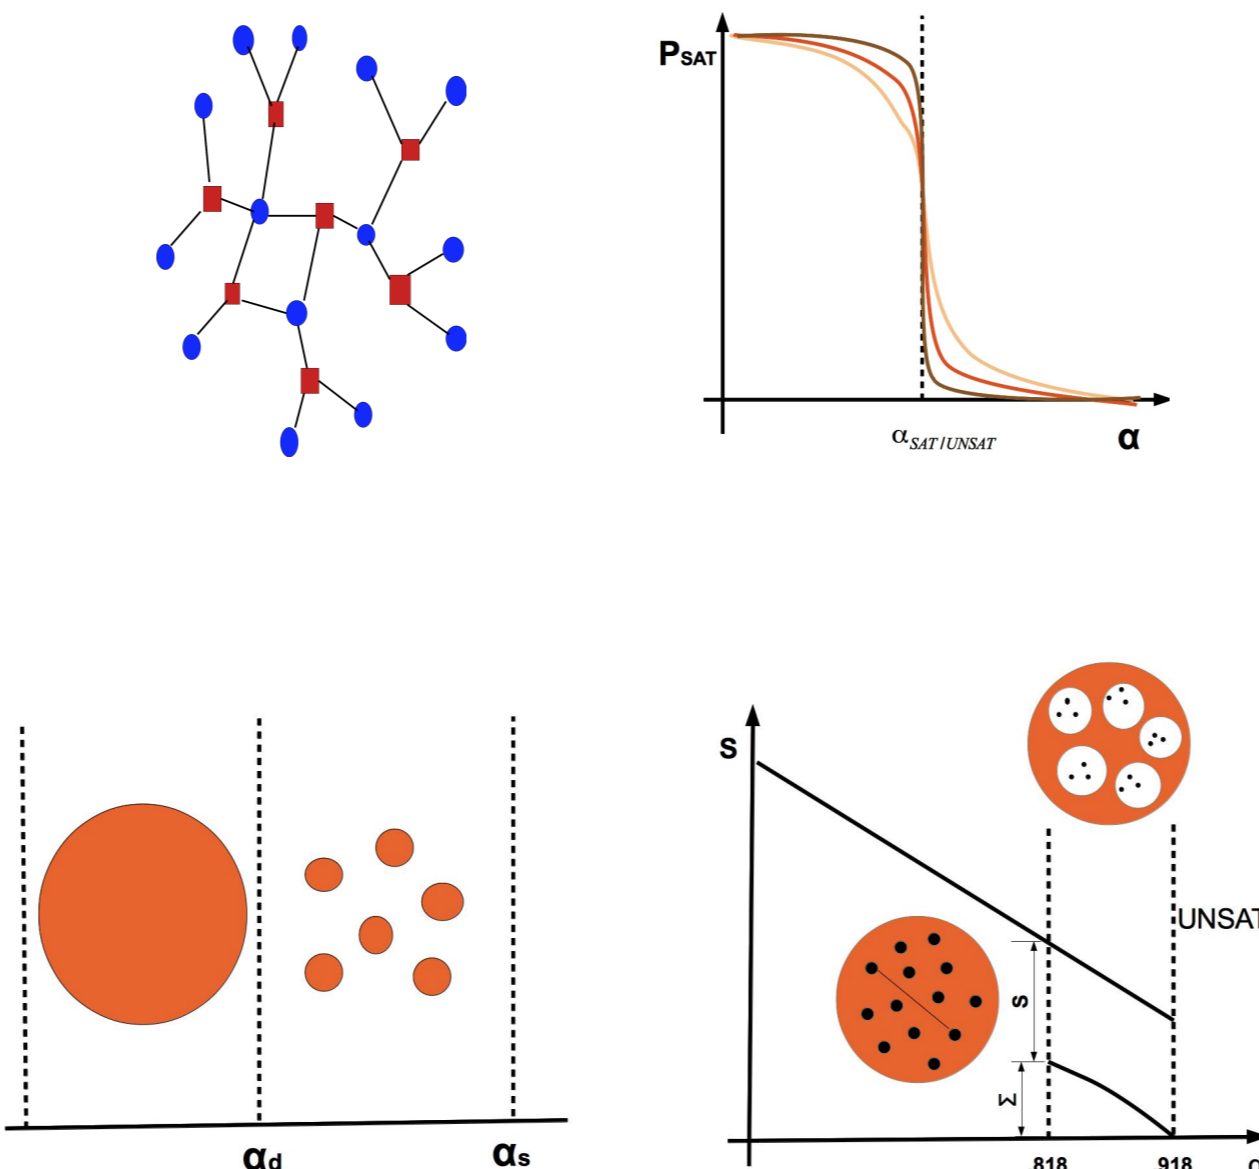 PSAT
αSAT/UNSAT
α
αd
αs
S
UNSAT
s
Σ
818
918